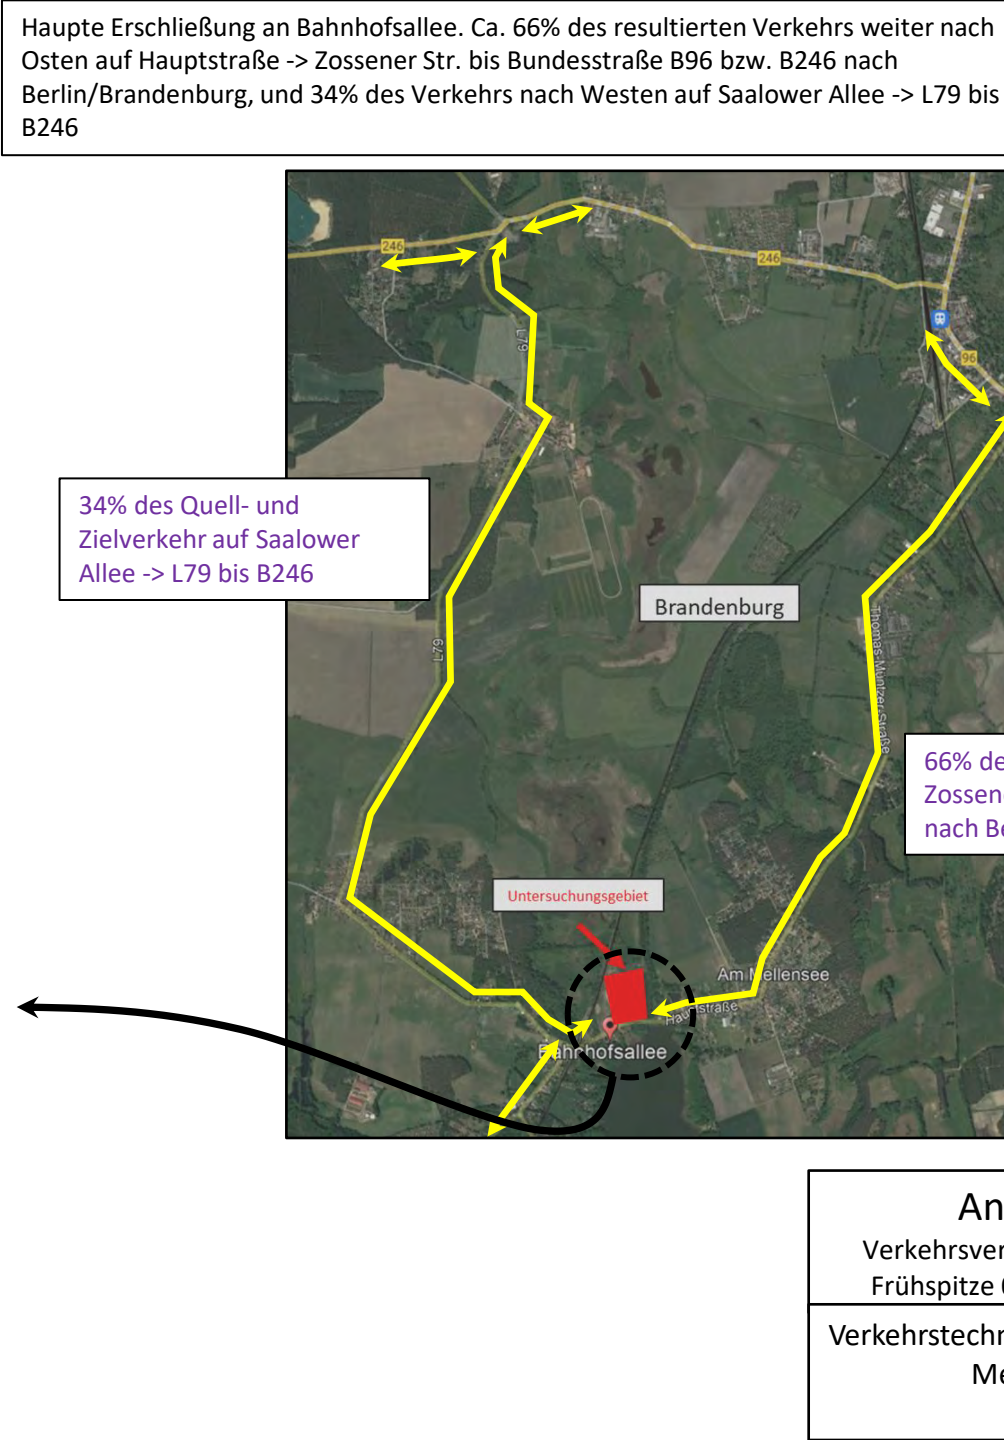 Haupte Erschließung an Bahnhofsallee. Ca. 66% des resultierten Verkehrs weiter nach
Osten auf Hauptstraße -> Zossener Str. bis Bundesstraße B96 bzw. B246 nach
Berlin/Brandenburg, und 34% des Verkehrs nach Westen auf Saalower Allee -> L79 bis
B246
246
246
L79
96
34% des Quell- und
Zielverkehr auf Saalower
Allee -> L79 bis B246
Brandenburg
Thomas-Müntzer-Straße
L79
66% de
Zossen
nach Be
Untersuchungsgebiet
Am Mellensee
Hauptstraße
Bahnhofsallee
An
Verkehrsver
Frühspitze
Verkehrstechn
Me